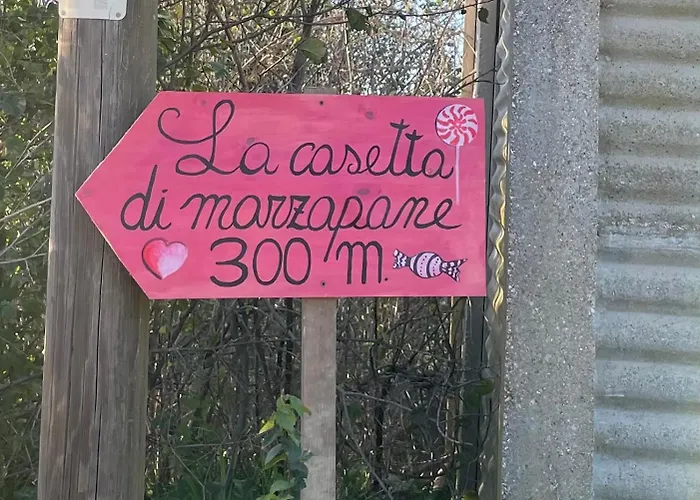 La casetta
di marzapane
300 m.